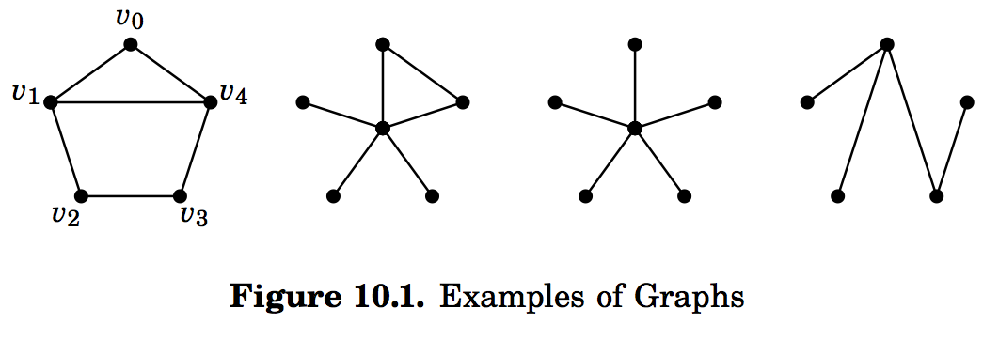 v0
v1 v4
v2 v3
Figure 10.1. Examples of Graphs